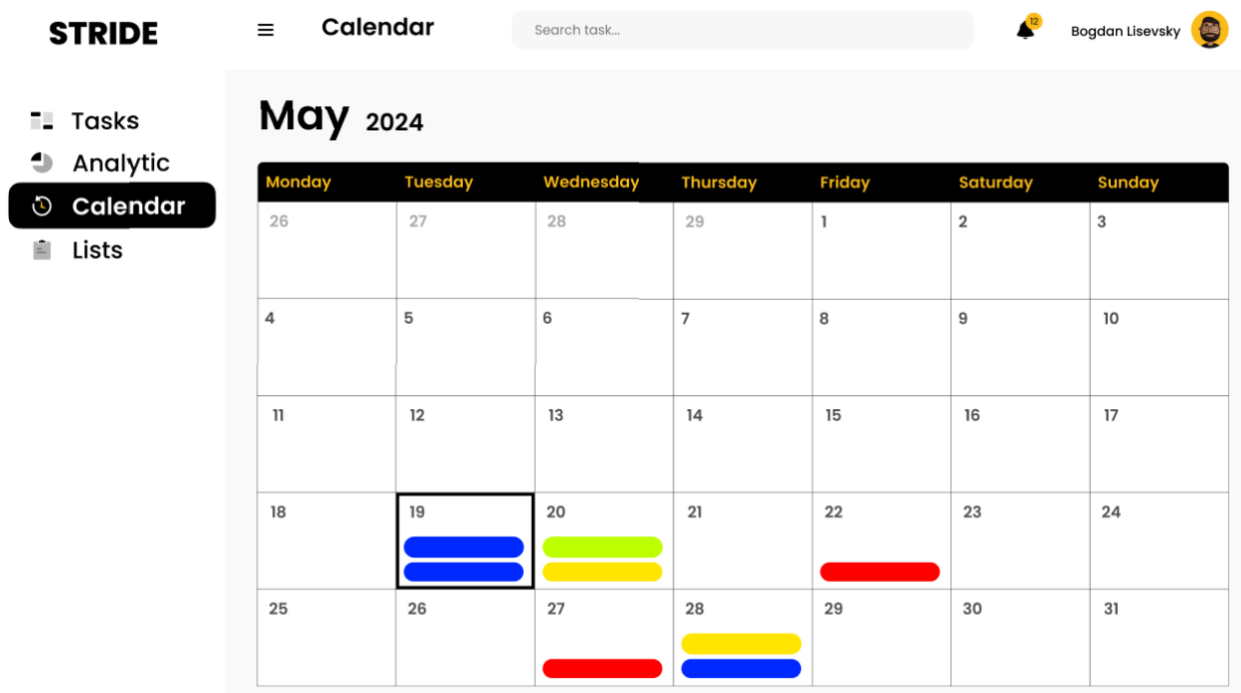 STRIDE
Calendar
Search task...
12
Bogdan Lisevsky
Tasks
Analytic
Calendar
Lists
May 2024
Monday Tuesday Wednesday Thursday Friday Saturday Sunday
26 27 28 29 1 2 3
4 5 6 7 8 9 10
11 12 13 14 15 16 17
18 19 20 21 22 23 24
25 26 27 28 29 30 31